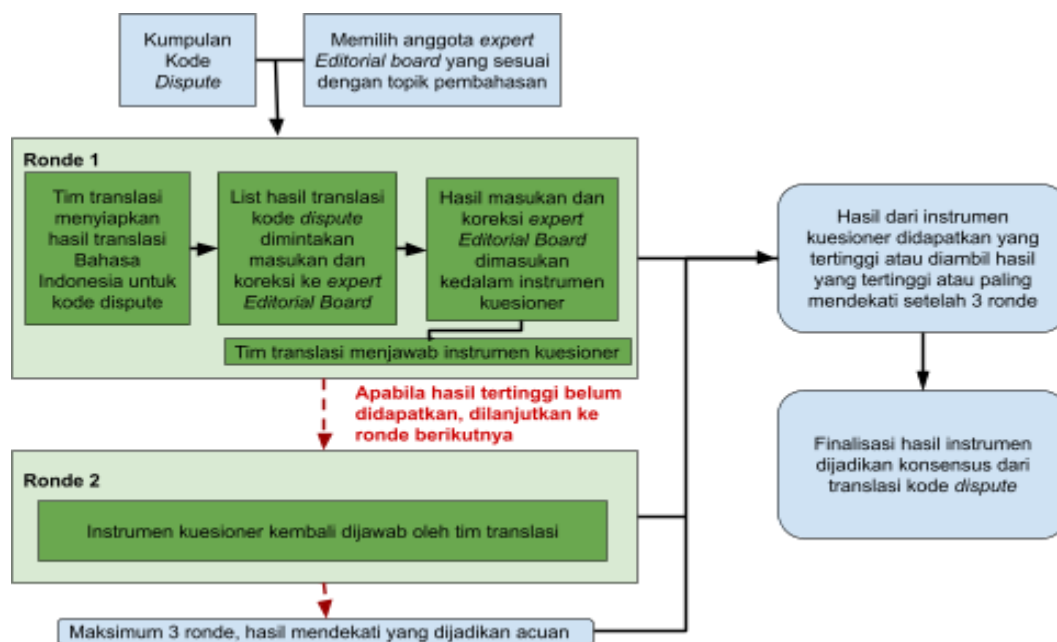 Kumpulan
Kode
Dispute
Memilih anggota expert
Editorial board yang sesuai
dengan topik pembahasan
Ronde 1
Tim translasi
menyiapkan
hasil translasi
Bahasa
Indonesia untuk
kode dispute
List hasil translasi
kode dispute
dimintakan
masukan dan
koreksi ke expert
Editorial Board
Hasil masukan dan
koreksi expert
Editorial Board
dimasukan
kedalam instrumen
kuesioner
Tim translasi menjawab instrumen kuesioner
Apabila hasil tertinggi belum
didapatkan, dilanjutkan ke
ronde berikutnya
Ronde 2
Instrumen kuesioner kembali dijawab oleh tim translasi
Maksimum 3 ronde, hasil mendekati yang dijadikan acuan
Hasil dari instrumen
kuesioner didapatkan yang
tertinggi atau diambil hasil
yang tertinggi atau paling
mendekati setelah 3 ronde
Finalisasi hasil instrumen
dijadikan konsensus dari
translasi kode dispute